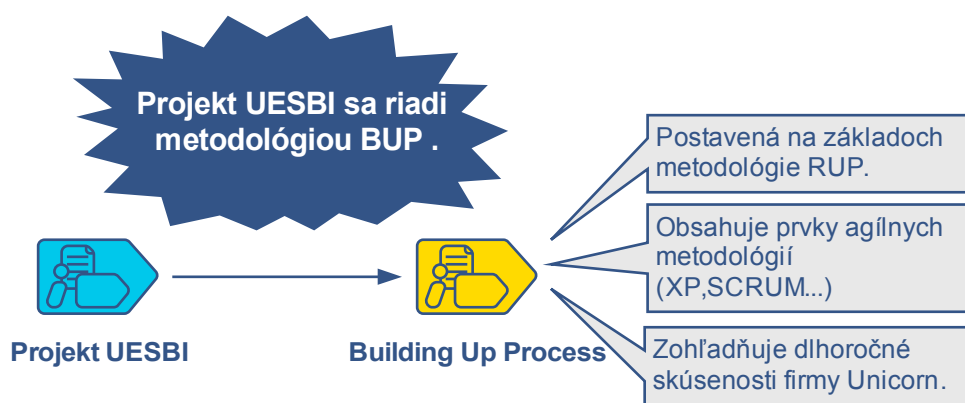 Projekt UESBI sa riadi
metodológiou BUP .
Postavená na základoch
metodológie RUP.
Obsahuje prvky agílnych
metodológií
(XP,SCRUM...)
Zohľadňuje dlhoročné
skúsenosti firmy Unicorn.
Projekt UESBI
Building Up Process